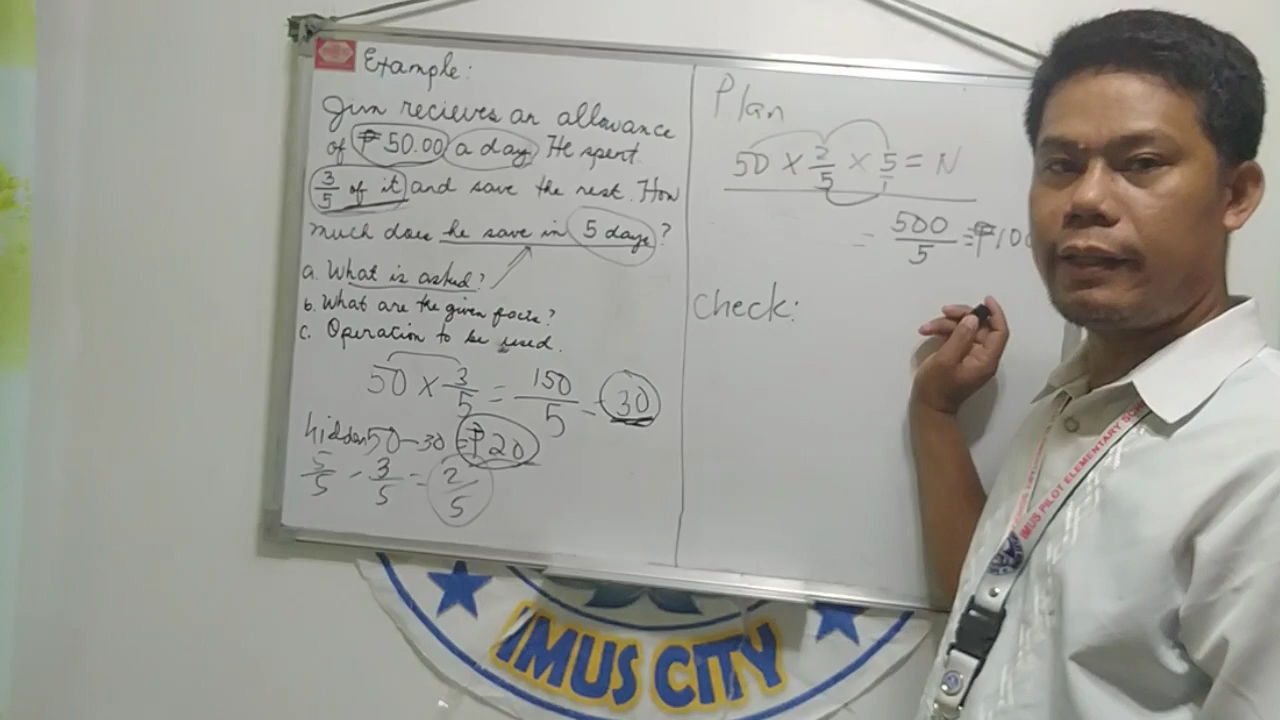 Example:
Jim recieves an allowance
of ₱ 50.00 a day. He spent
3/5 of it and save the rest. How
much does he save in 5 days?
a. What is asked?
b. What are the given facts?
c. Operation to be used.
50 × 3/5 = 150/5 = 30
hidden 50 - 30 = ₱20
5/5 - 3/5 = 2/5
Plan
50 × 2/5 × 5/1 = N
= 500/5 = ₱100
Check:
IMUS CITY
IMUS PILOT ELEMENTARY SCH